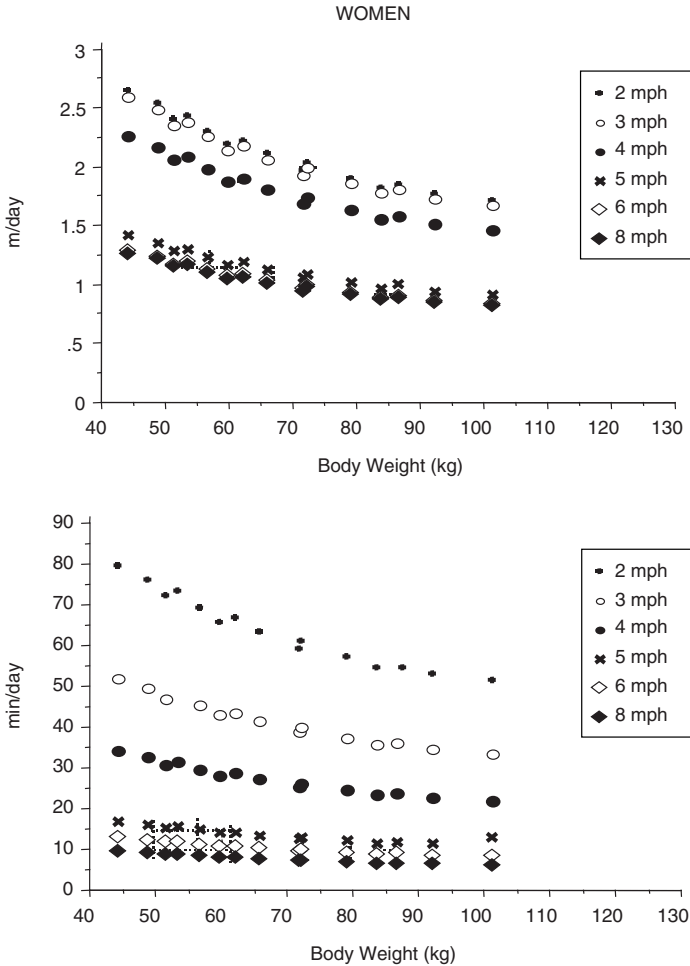 WOMEN
3
2.5
2
1.5
1
.5
0
m/day
40 50 60 70 80 90 100 110 120 130
Body Weight (kg)
2 mph
3 mph
4 mph
5 mph
6 mph
8 mph
90
80
70
60
50
40
30
20
10
0
min/day
40 50 60 70 80 90 100 110 120 130
Body Weight (kg)
2 mph
3 mph
4 mph
5 mph
6 mph
8 mph